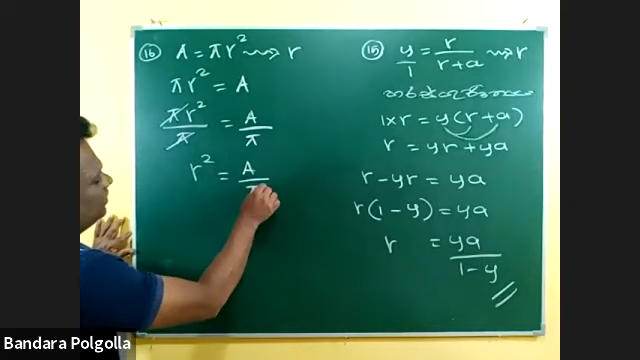 (16) A = πr² ⇝ r
πr² = A
πr²/π = A/π
r² = A/π
(15) y/1 = r/(r+a) ⇝ r
1×r = y(r+a)
r = yr + ya
r - yr = ya
r(1-y) = ya
r = ya/(1-y)
Bandara Polgolla